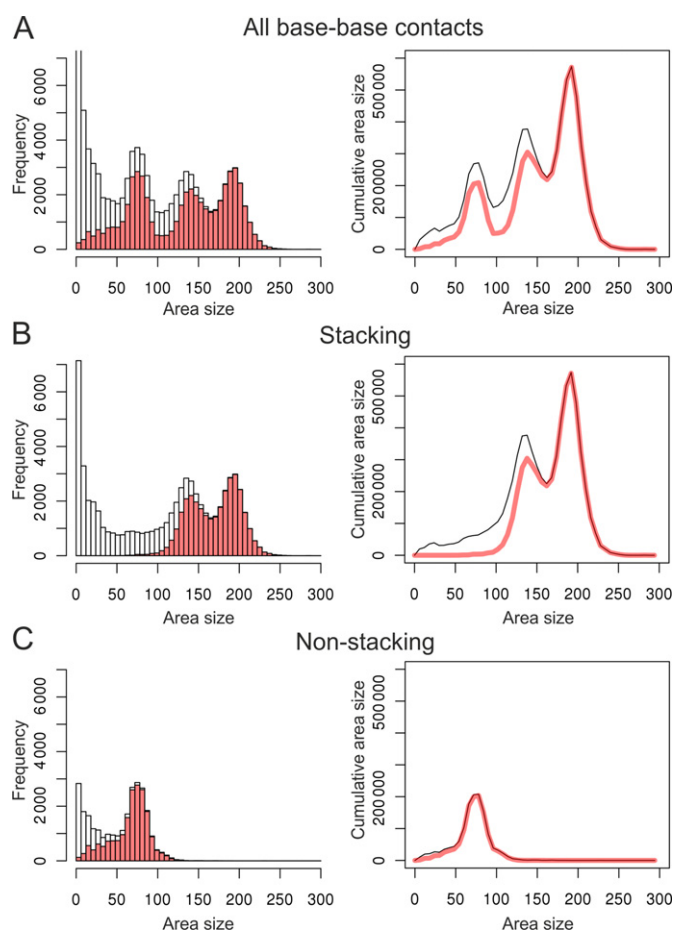 A
All base-base contacts
Frequency
0 2000 4000 6000
0 50 100 150 200 250 300
Area size
Cumulative area size
0 200000 500000
0 50 100 150 200 250 300
Area size
B
Stacking
Frequency
0 2000 4000 6000
0 50 100 150 200 250 300
Area size
Cumulative area size
0 200000 500000
0 50 100 150 200 250 300
Area size
C
Non-stacking
Frequency
0 2000 4000 6000
0 50 100 150 200 250 300
Area size
Cumulative area size
0 200000 500000
0 50 100 150 200 250 300
Area size